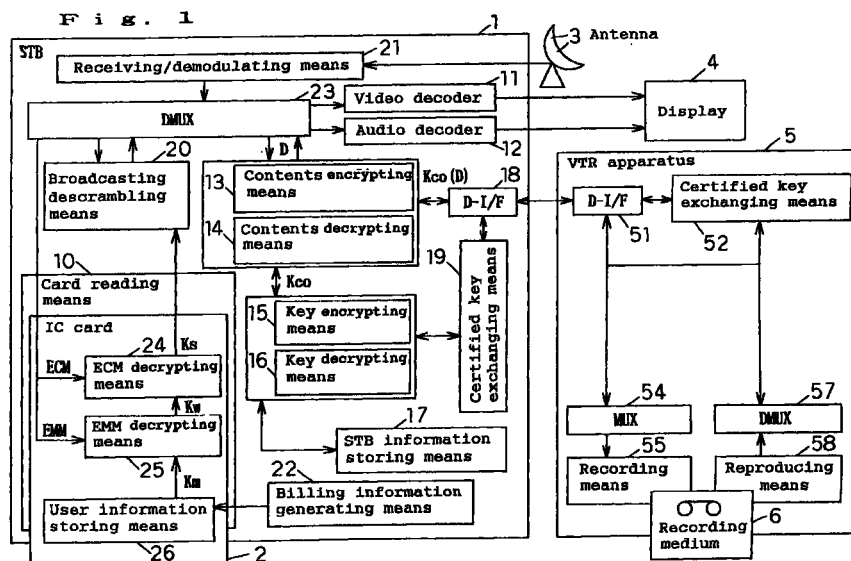 Fig. 1
1
STB
21
Receiving/demodulating means
3
Antenna
23
DMUX
11
Video decoder
Audio decoder
12
4
Display
20
Broadcasting descrambling means
D
13
Contents encrypting means
14
Contents decrypting means
Kco(D)
18
D-I/F
5
VTR apparatus
D-I/F
51
Certified key exchanging means
52
19
Certified key exchanging means
Kco
15
Key encrypting means
16
Key decrypting means
17
STB information storing means
22
Billing information generating means
10
Card reading means
IC card
Ks
24
ECM
ECM decrypting means
Kw
EMM
EMM decrypting means
25
Km
User information storing means
26
2
54
MUX
55
Recording means
57
DMUX
58
Reproducing means
Recording medium
6